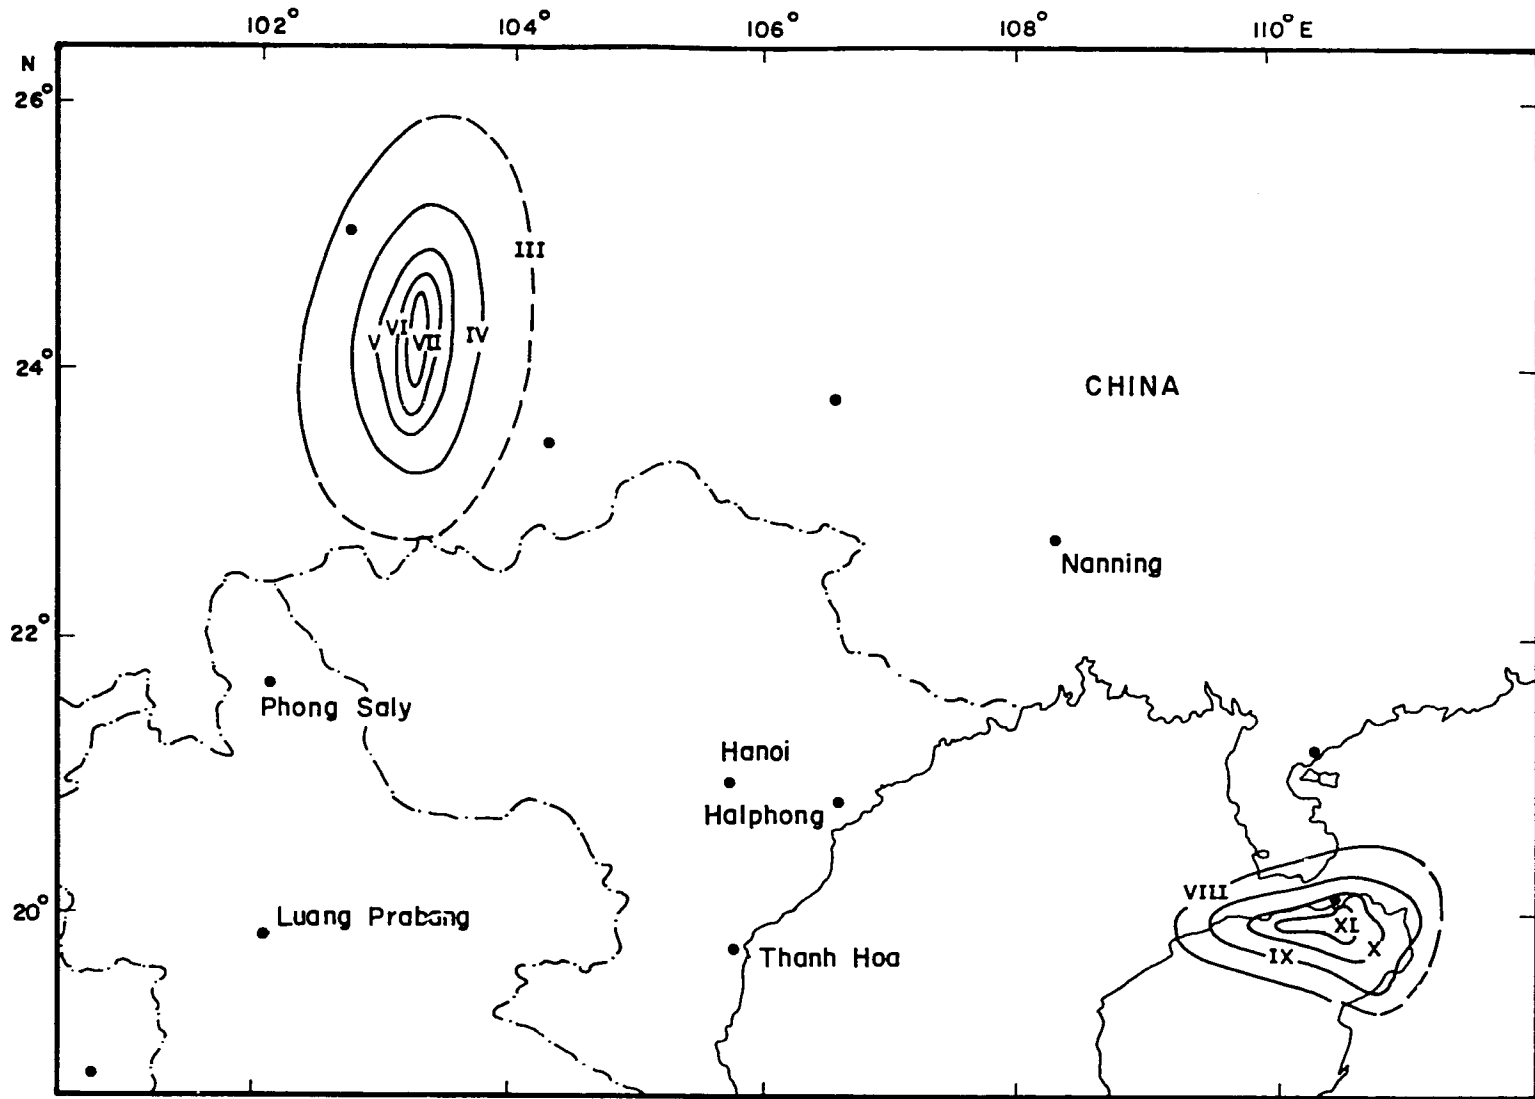 102° 104° 106° 108° 110° E
N
26°
III
VI
V VII IV
24°
CHINA
Nanning
22°
Phong Saly
Hanoi
Halphong
VIII
20°
Luang Prabang
XI
X
IX
Thanh Hoa